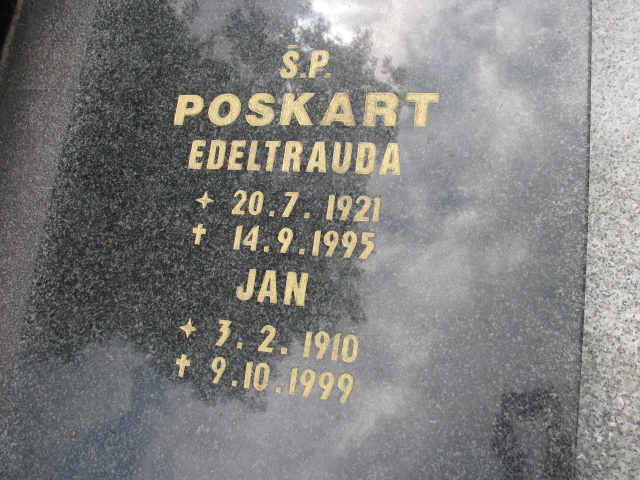 Ś.P.
POSKART
EDELTRAUDA
✦ 20.7.1921
✝ 14.9.1995
JAN
✦ 3.2.1910
✝ 9.10.1999